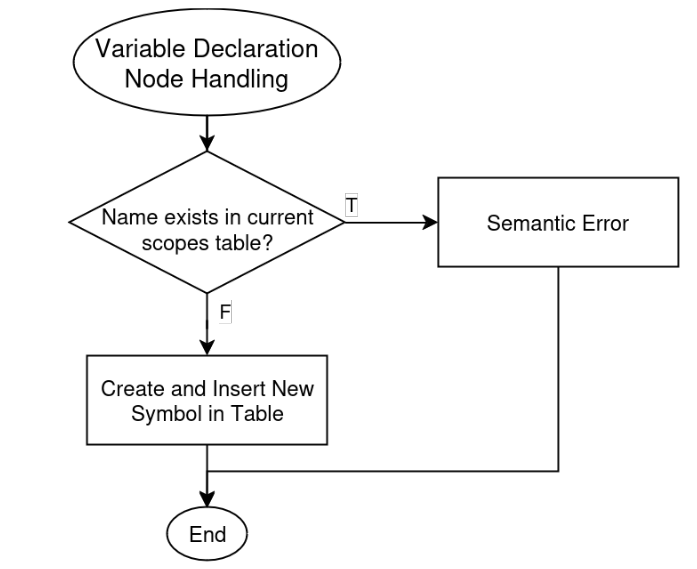 Variable Declaration
Node Handling
Name exists in current
scopes table?
T
Semantic Error
F
Create and Insert New
Symbol in Table
End